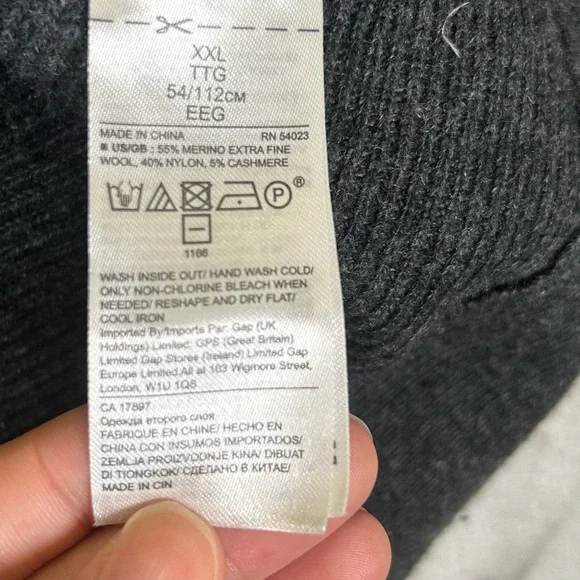 XXL
TTG
54/112CM
EEG
MADE IN CHINA RN 54023
■ US/GB : 55% MERINO EXTRA FINE
WOOL, 40% NYLON, 5% CASHMERE
P®
1166
WASH INSIDE OUT/ HAND WASH COLD/
ONLY NON-CHLORINE BLEACH WHEN
NEEDED/ RESHAPE AND DRY FLAT/
COOL IRON
Imported By/Imports Par: Gap (UK
Holdings) Limited: GPS (Great Britain)
Limited Gap Stores (Ireland) Limited Gap
Europe Limited.All at 103 Wigmore Street,
London, W1U 1QS
CA 17897
Одежда второго слоя
FABRIQUE EN CHINE/ HECHO EN
CHINA CON INSUMOS IMPORTADOS/
ZEMLJA PROIZVODNJE KINA/ DIBUAT
DI TIONGKOK/ СДЕЛАНО В КИТАЕ/
MADE IN CIN